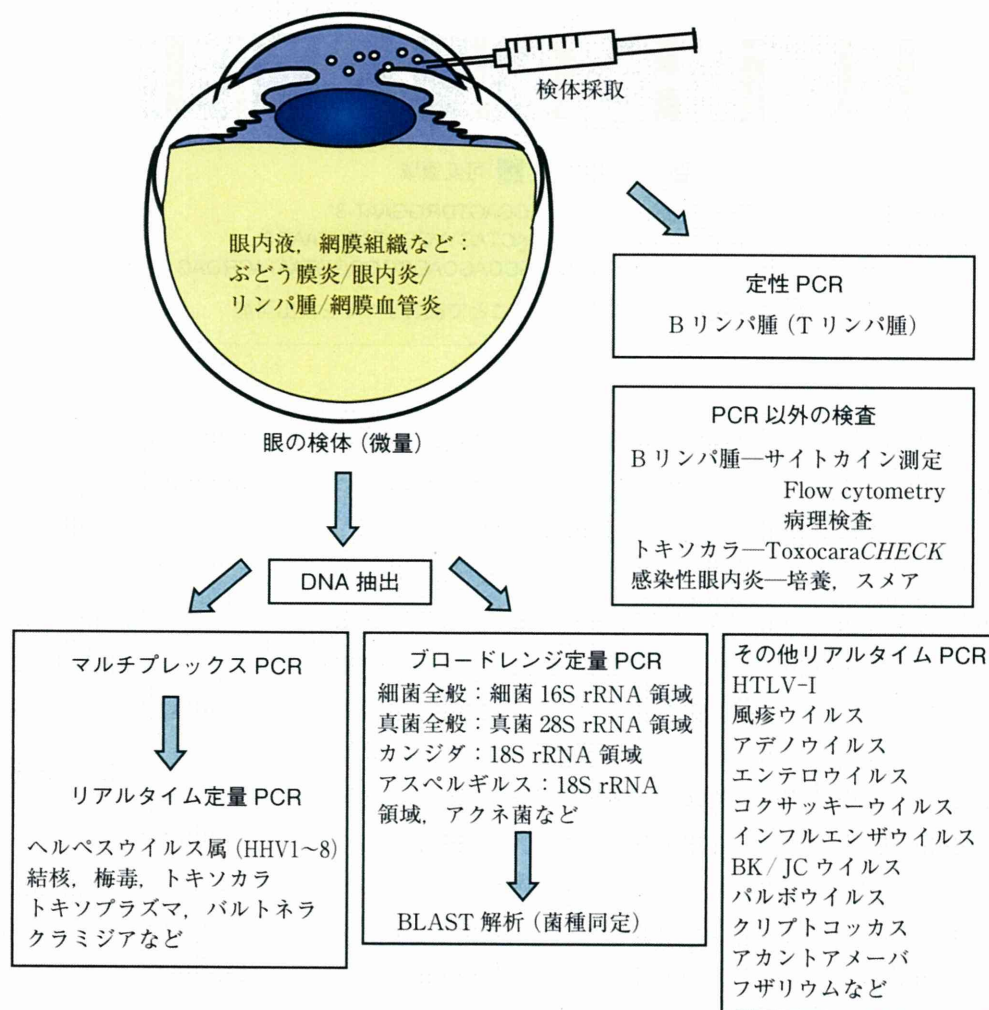 検体採取
眼内液，網膜組織など：
ぶどう膜炎/眼内炎/
リンパ腫/網膜血管炎
眼の検体（微量）
定性 PCR
B リンパ腫（T リンパ腫）
PCR 以外の検査
B リンパ腫―サイトカイン測定
Flow cytometry
病理検査
トキソカラ―ToxocaraCHECK
感染性眼内炎―培養，スメア
DNA 抽出
マルチプレックス PCR
リアルタイム定量 PCR
ヘルペスウイルス属（HHV1～8）
結核，梅毒，トキソカラ
トキソプラズマ，バルトネラ
クラミジアなど
ブロードレンジ定量 PCR
細菌全般：細菌 16S rRNA 領域
真菌全般：真菌 28S rRNA 領域
カンジダ：18S rRNA 領域
アスペルギルス：18S rRNA
領域，アクネ菌など
BLAST 解析（菌種同定）
その他リアルタイム PCR
HTLV-I
風疹ウイルス
アデノウイルス
エンテロウイルス
コクサッキーウイルス
インフルエンザウイルス
BK / JC ウイルス
パルボウイルス
クリプトコッカス
アカントアメーバ
フザリウムなど